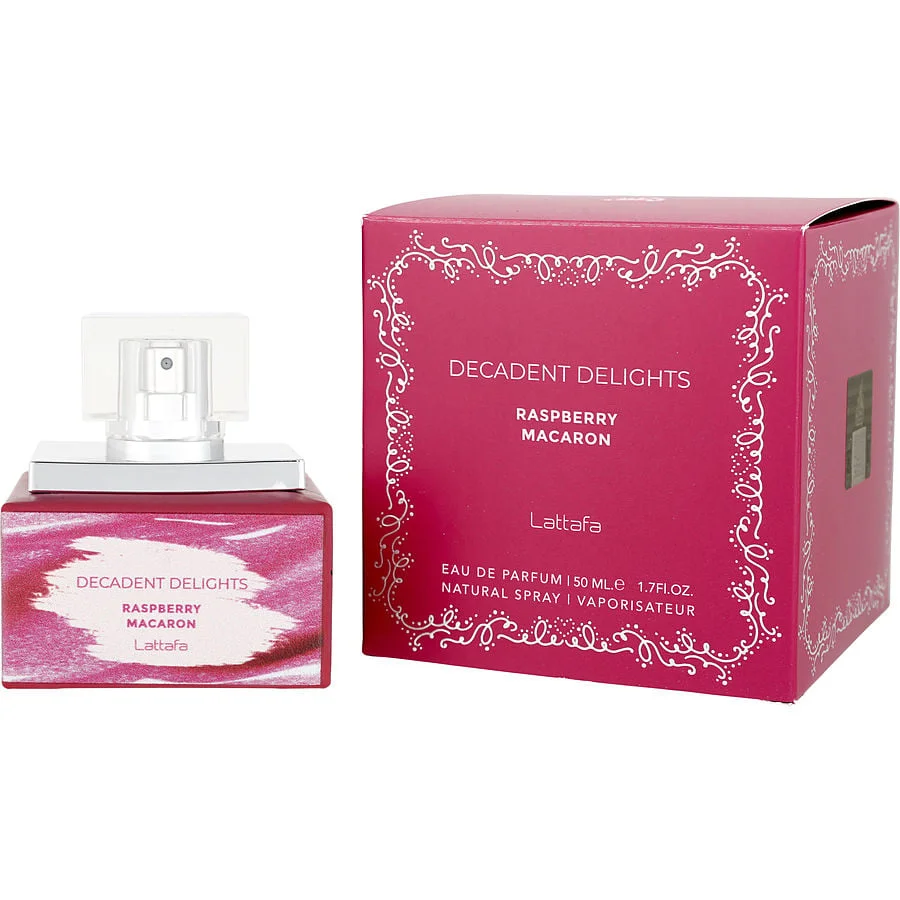 DECADENT DELIGHTS
RASPBERRY
MACARON
Lattafa
DECADENT DELIGHTS
RASPBERRY
MACARON
Lattafa
EAU DE PARFUM | 50 ML.℮ 1.7FI.OZ.
NATURAL SPRAY | VAPORISATEUR